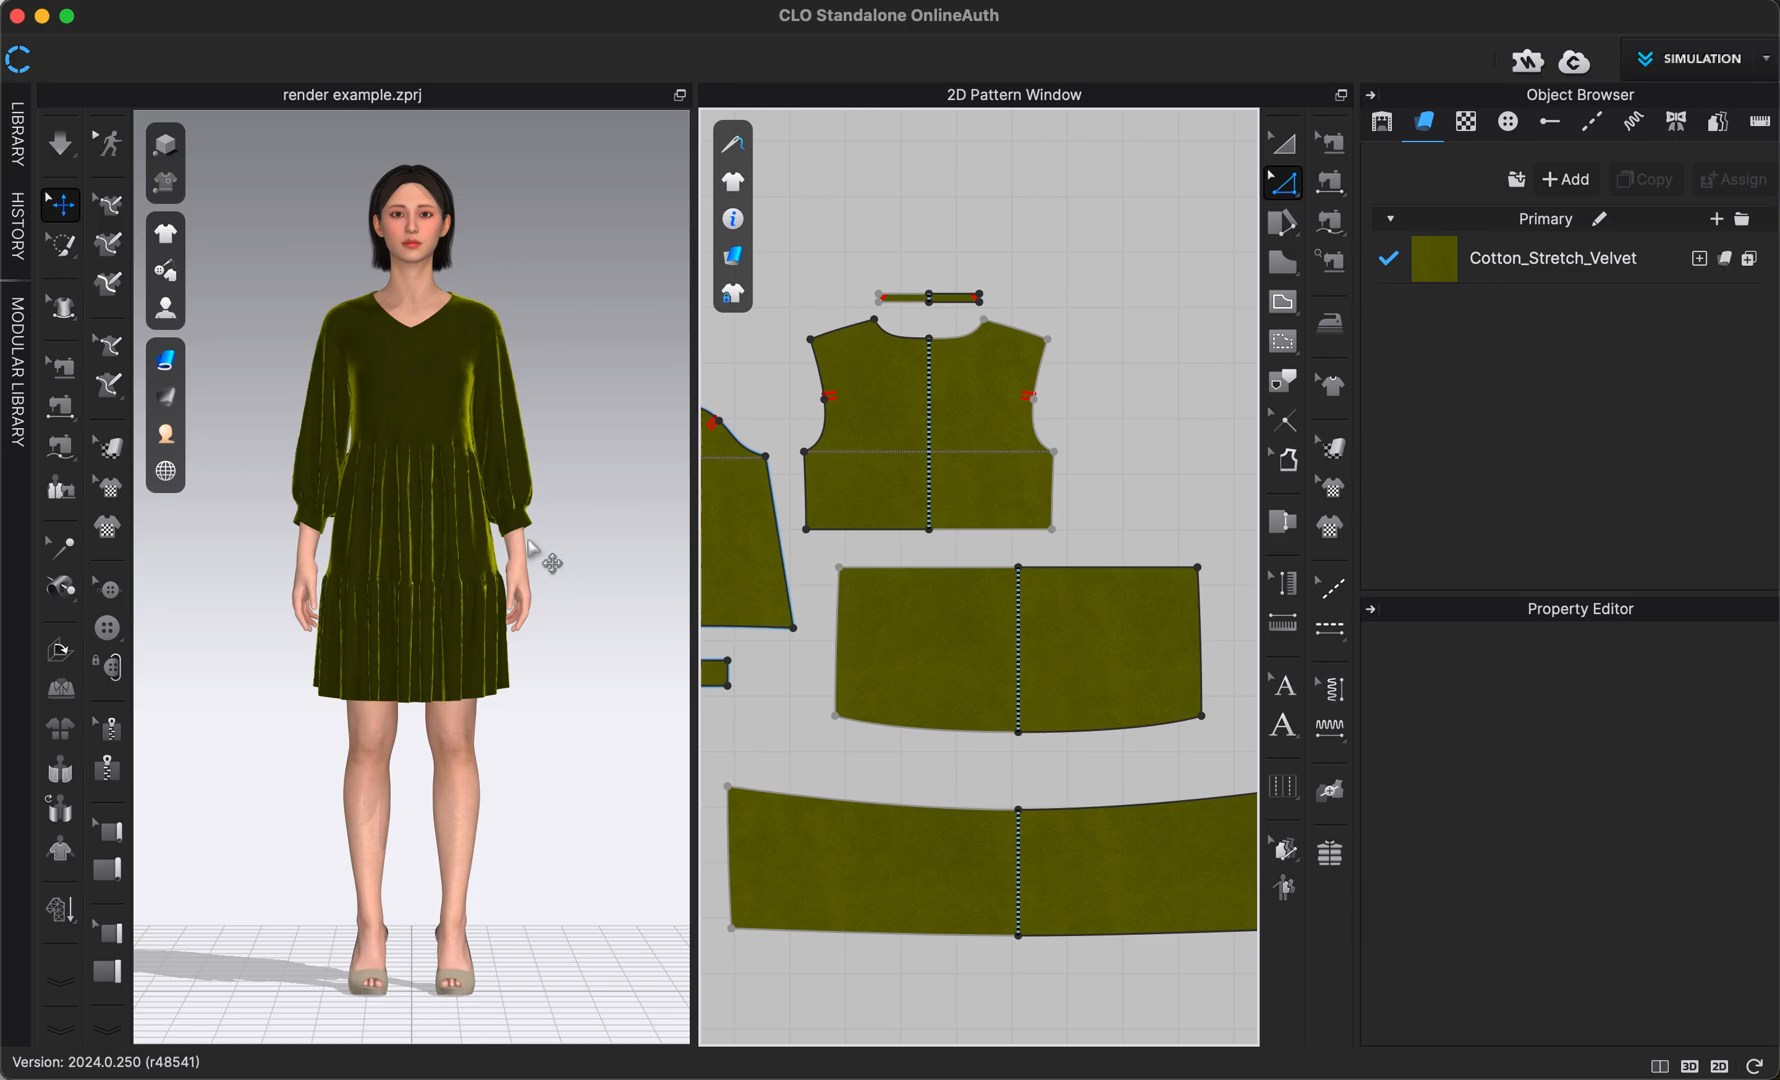 CLO Standalone OnlineAuth
SIMULATION
LIBRARY
HISTORY
MODULAR LIBRARY
render example.zprj
2D Pattern Window
Object Browser
+ Add
Copy
Assign
Primary
Cotton_Stretch_Velvet
Property Editor
A
A
Version: 2024.0.250 (r48541)
3D
2D